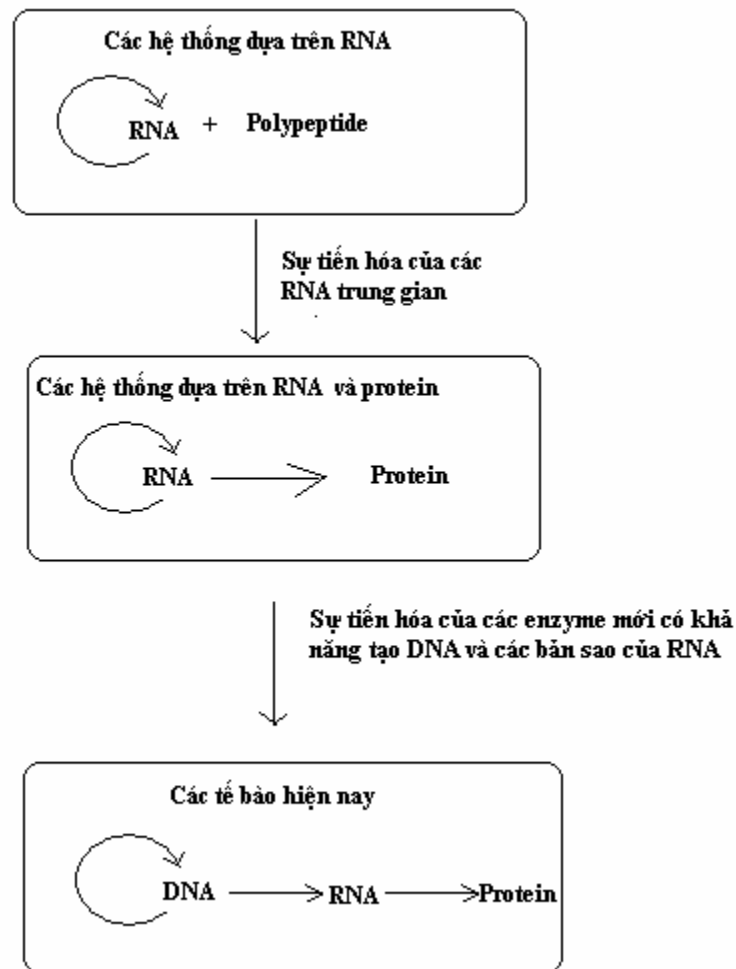 Các hệ thống dựa trên RNA
RNA + Polypeptide
Sự tiến hóa của các
RNA trung gian
Các hệ thống dựa trên RNA và protein
RNA Protein
Sự tiến hóa của các enzyme mới có khả
năng tạo DNA và các bản sao của RNA
Các tế bào hiện nay
DNA RNA Protein